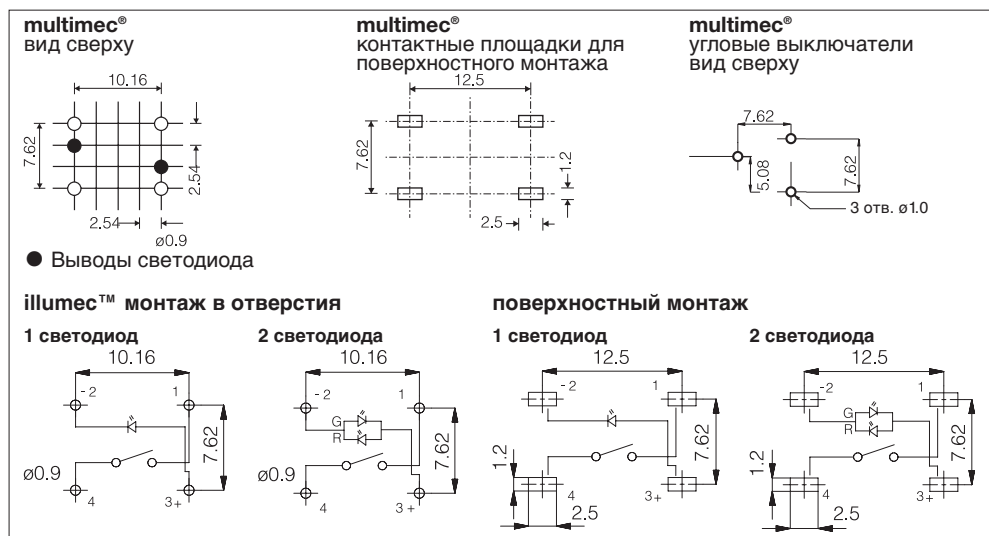 multimec®
вид сверху
10.16
7.62
2.54
2.54
ø0.9
● Выводы светодиода
multimec®
контактные площадки для
поверхностного монтажа
12.5
7.62
1.2
2.5
multimec®
угловые выключатели
вид сверху
7.62
5.08
7.62
3 отв. ø1.0
illumec™ монтаж в отверстия
1 светодиод
10.16
-2
1
7.62
ø0.9
4
3+
2 светодиода
10.16
-2
1
G
R
7.62
ø0.9
4
3+
поверхностный монтаж
1 светодиод
12.5
-2
1
7.62
1.2
4
3+
2.5
2 светодиода
12.5
-2
1
G
R
7.62
1.2
4
3+
2.5